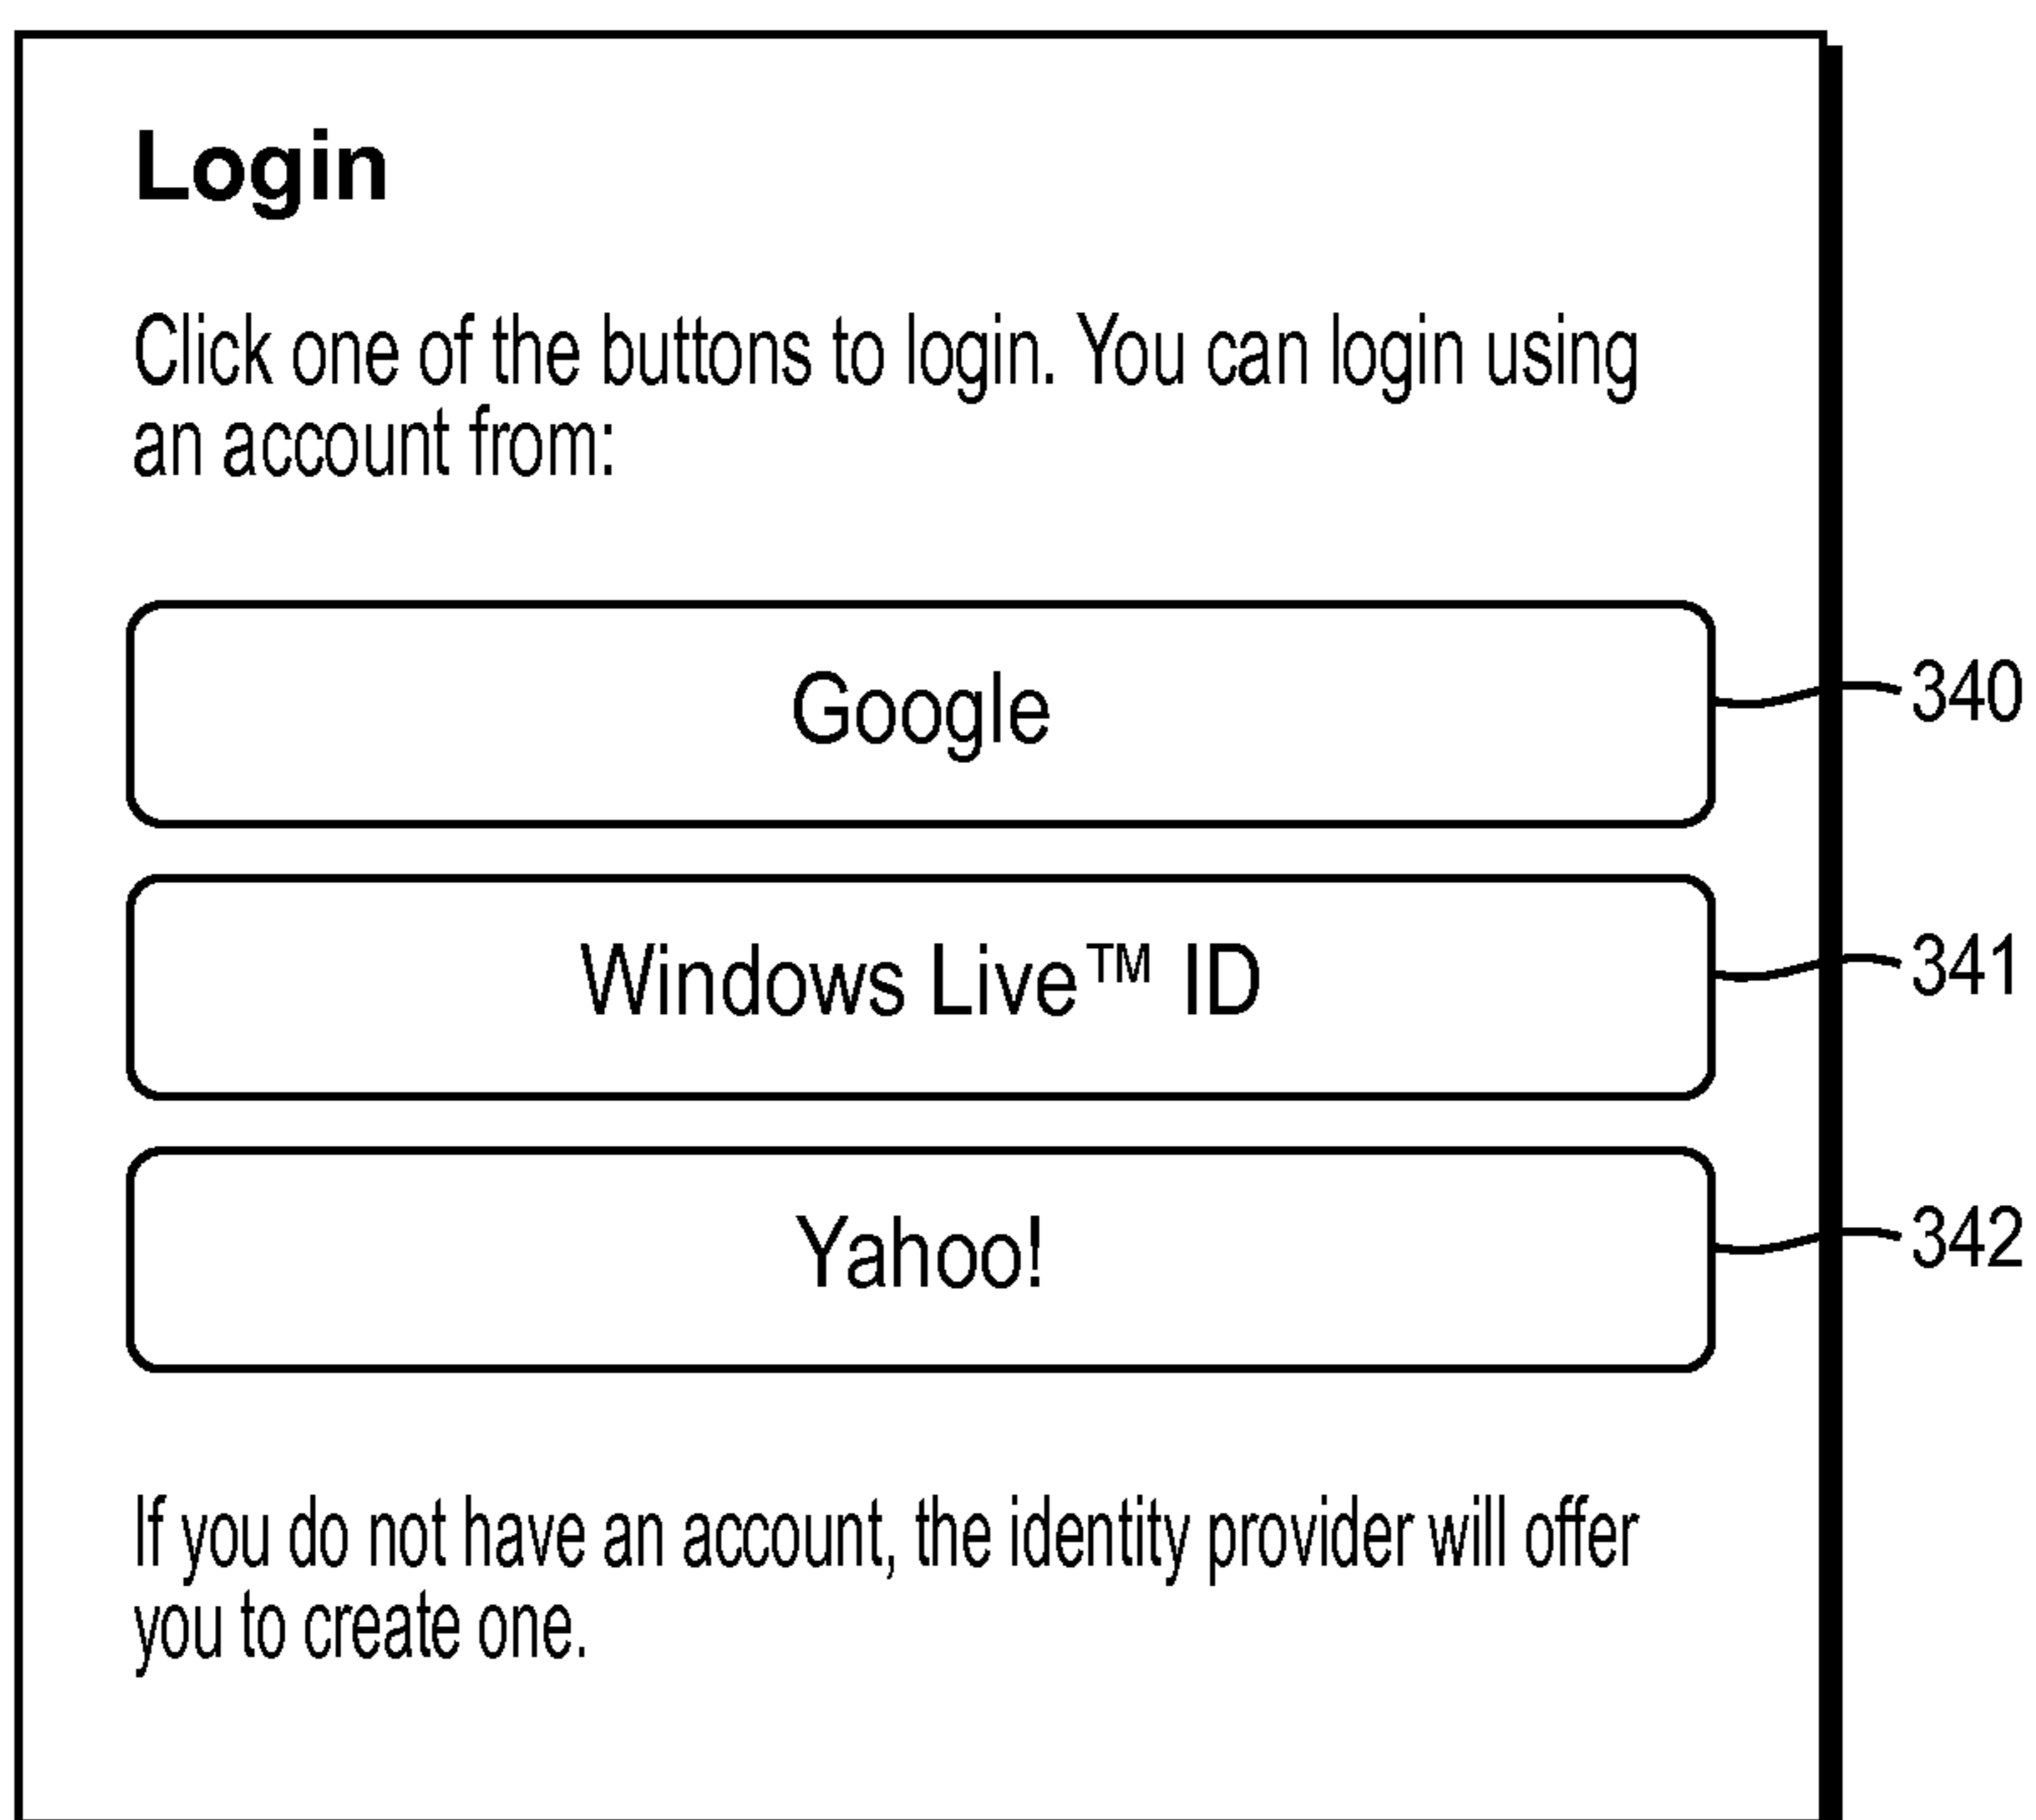 Login
Click one of the buttons to login. You can login using
an account from:
Google
340
Windows Live™ ID
341
Yahoo!
342
If you do not have an account, the identity provider will offer
you to create one.